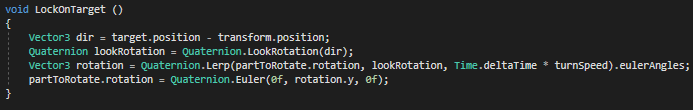 void LockOnTarget ()
{
Vector3 dir = target.position - transform.position;
Quaternion lookRotation = Quaternion.LookRotation(dir);
Vector3 rotation = Quaternion.Lerp(partToRotate.rotation, lookRotation, Time.deltaTime * turnSpeed).eulerAngles;
partToRotate.rotation = Quaternion.Euler(0f, rotation.y, 0f);
}